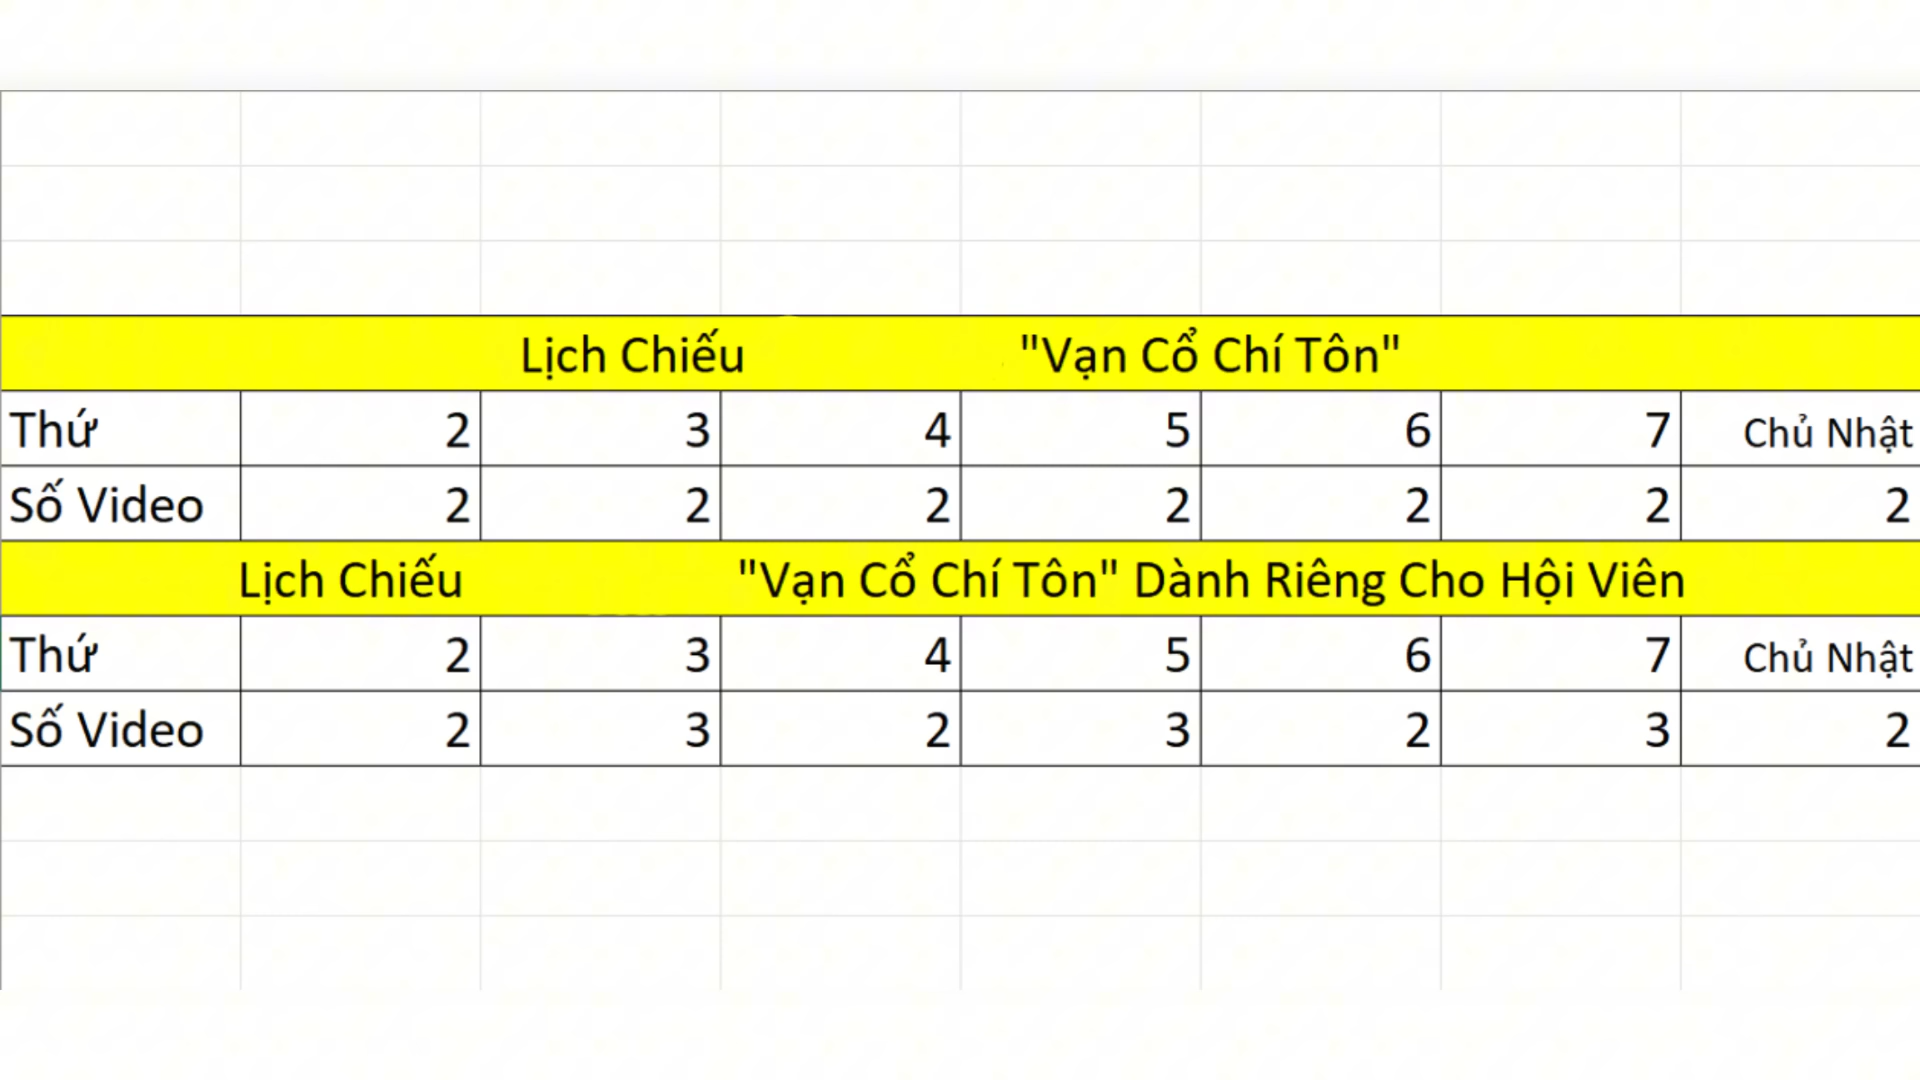 Lịch Chiếu "Vạn Cổ Chí Tôn"
Thứ 2 3 4 5 6 7 Chủ Nhật
Số Video 2 2 2 2 2 2 2
Lịch Chiếu "Vạn Cổ Chí Tôn" Dành Riêng Cho Hội Viên
Thứ 2 3 4 5 6 7 Chủ Nhật
Số Video 2 3 2 3 2 3 2